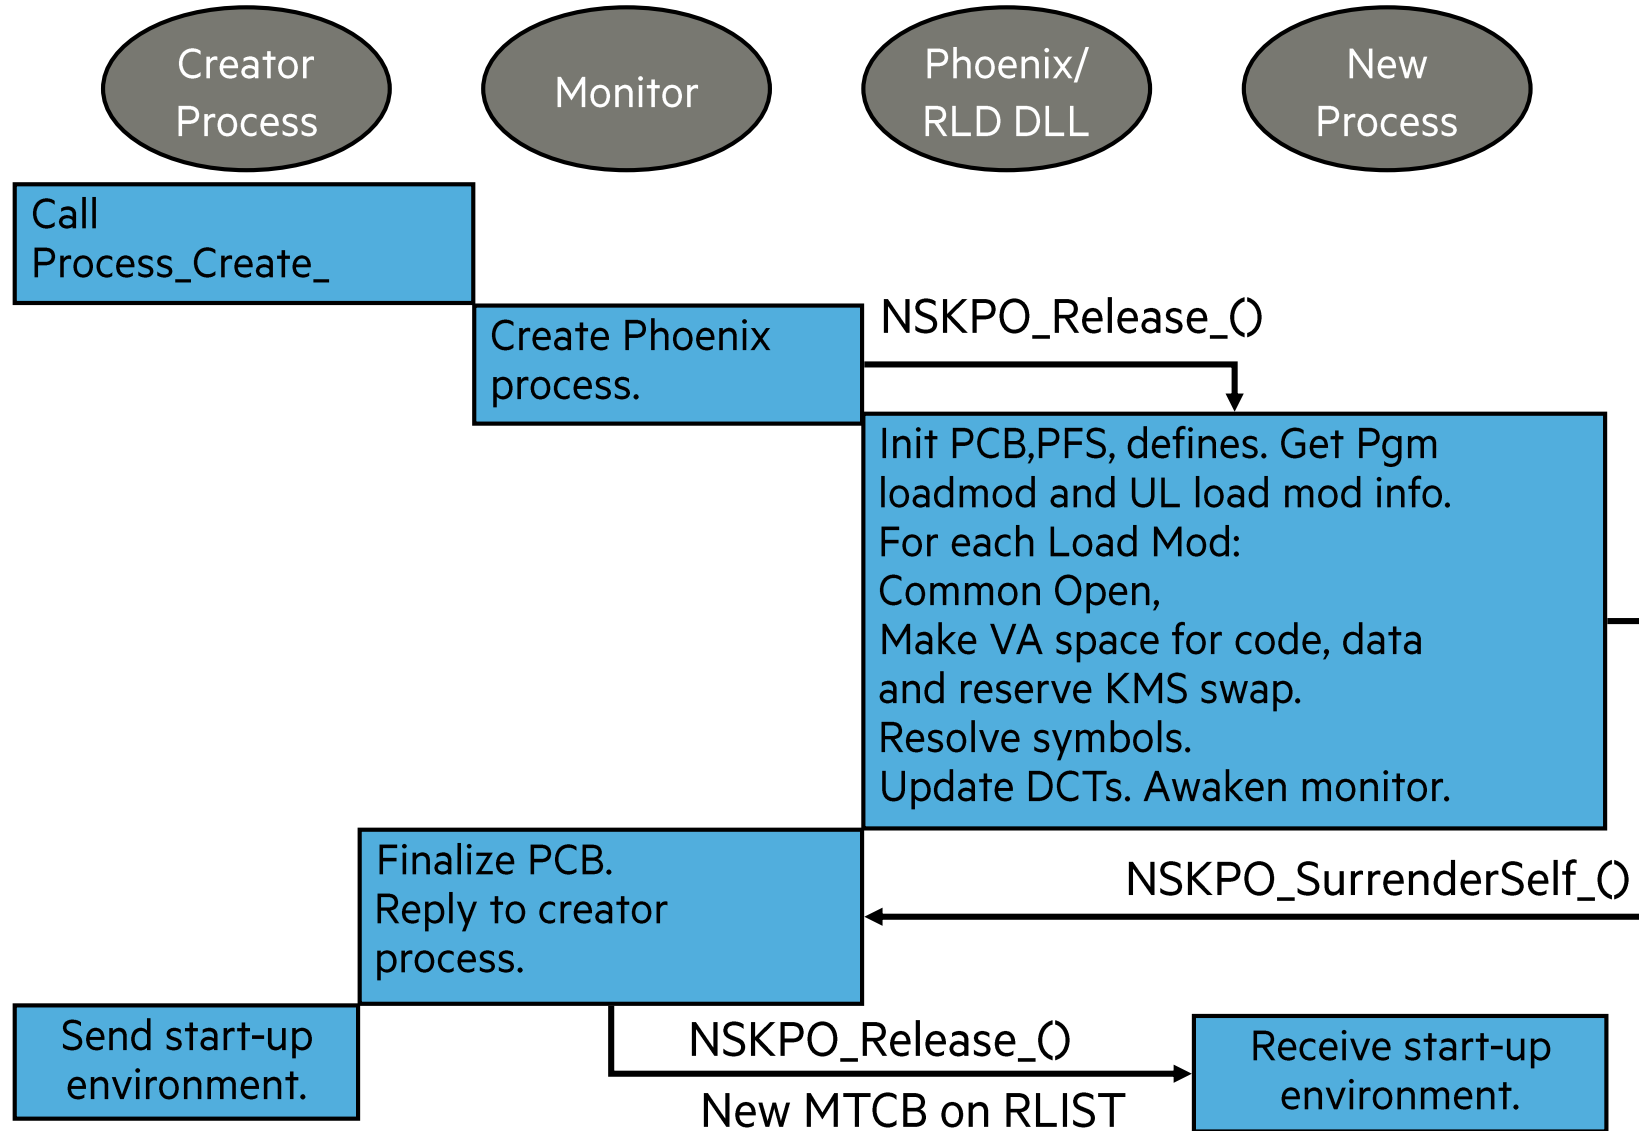 Creator
Process
Monitor
Phoenix/
RLD DLL
New
Process
Call
Process_Create_
Create Phoenix
process.
NSKPO_Release_()
Init PCB,PFS, defines. Get Pgm
loadmod and UL load mod info.
For each Load Mod:
Common Open,
Make VA space for code, data
and reserve KMS swap.
Resolve symbols.
Update DCTs. Awaken monitor.
Finalize PCB.
Reply to creator
process.
NSKPO_SurrenderSelf_()
Send start-up
environment.
NSKPO_Release_()
New MTCB on RLIST
Receive start-up
environment.